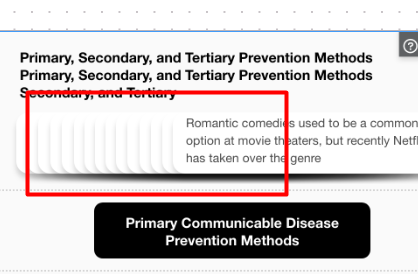 Primary, Secondary, and Tertiary Prevention Methods
Primary, Secondary, and Tertiary Prevention Methods
Secondary, and Tertiary
Romantic comedies used to be a common
option at movie theaters, but recently Netfl
has taken over the genre
Primary Communicable Disease
Prevention Methods